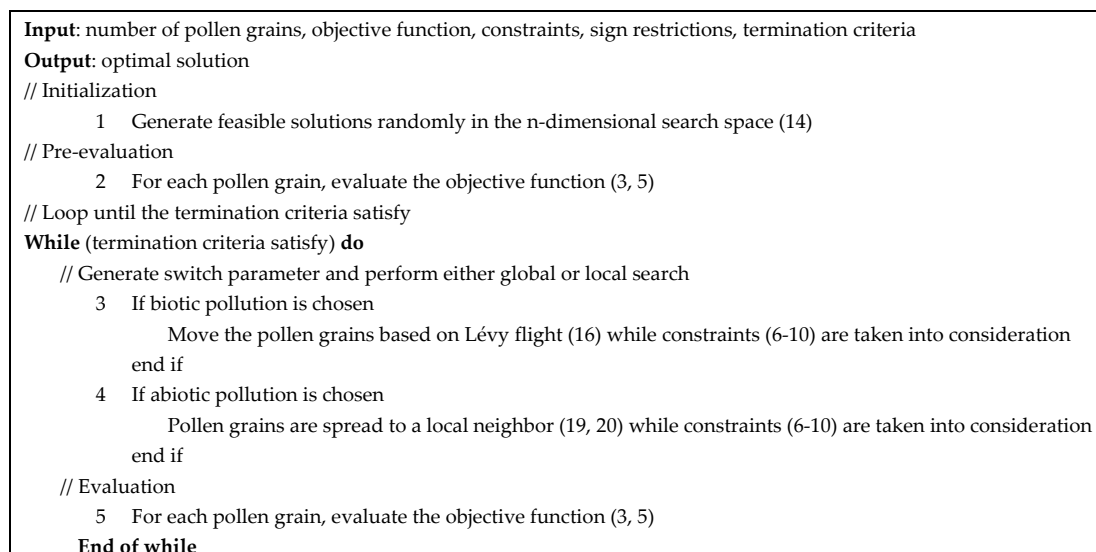 Input: number of pollen grains, objective function, constraints, sign restrictions, termination criteria
Output: optimal solution
// Initialization
1 Generate feasible solutions randomly in the n-dimensional search space (14)
// Pre-evaluation
2 For each pollen grain, evaluate the objective function (3, 5)
// Loop until the termination criteria satisfy
While (termination criteria satisfy) do
// Generate switch parameter and perform either global or local search
3 If biotic pollution is chosen
Move the pollen grains based on Lévy flight (16) while constraints (6-10) are taken into consideration
end if
4 If abiotic pollution is chosen
Pollen grains are spread to a local neighbor (19, 20) while constraints (6-10) are taken into consideration
end if
// Evaluation
5 For each pollen grain, evaluate the objective function (3, 5)
End of while